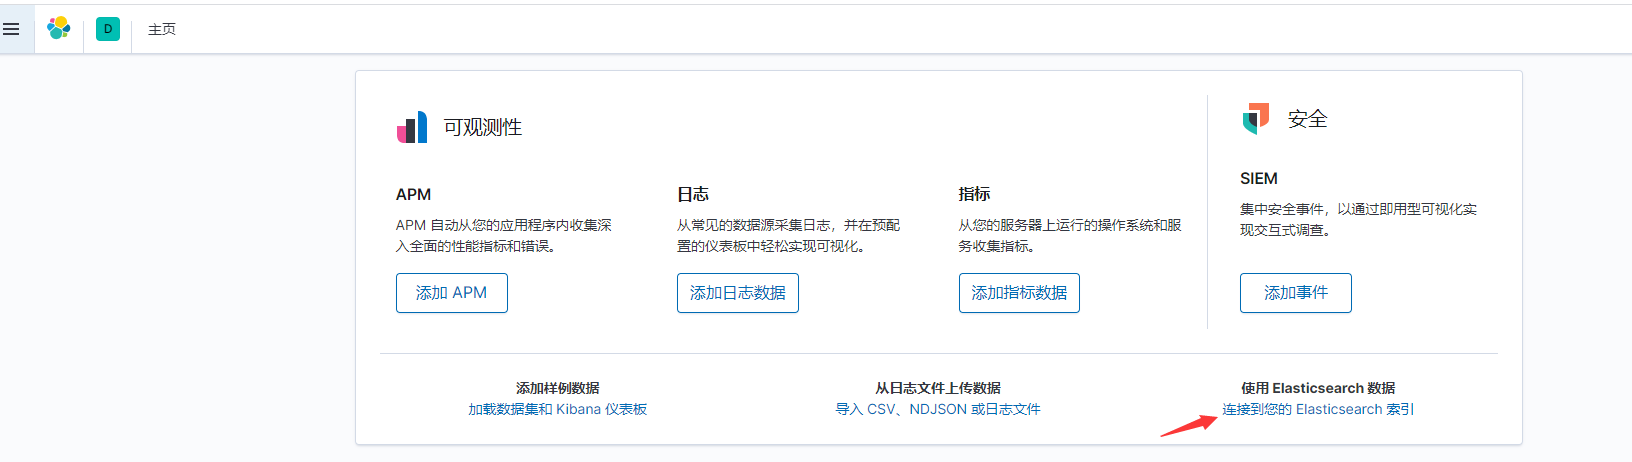 D
主页
可观测性
安全
APM
APM 自动从您的应用程序内收集深
入全面的性能指标和错误。
添加 APM
日志
从常见的数据源采集日志，并在预配
置的仪表板中轻松实现可视化。
添加日志数据
指标
从您的服务器上运行的操作系统和服
务收集指标。
添加指标数据
SIEM
集中安全事件，以通过即用型可视化实
现交互式调查。
添加事件
添加样例数据
加载数据集和 Kibana 仪表板
从日志文件上传数据
导入 CSV、NDJSON 或日志文件
使用 Elasticsearch 数据
连接到您的 Elasticsearch 索引